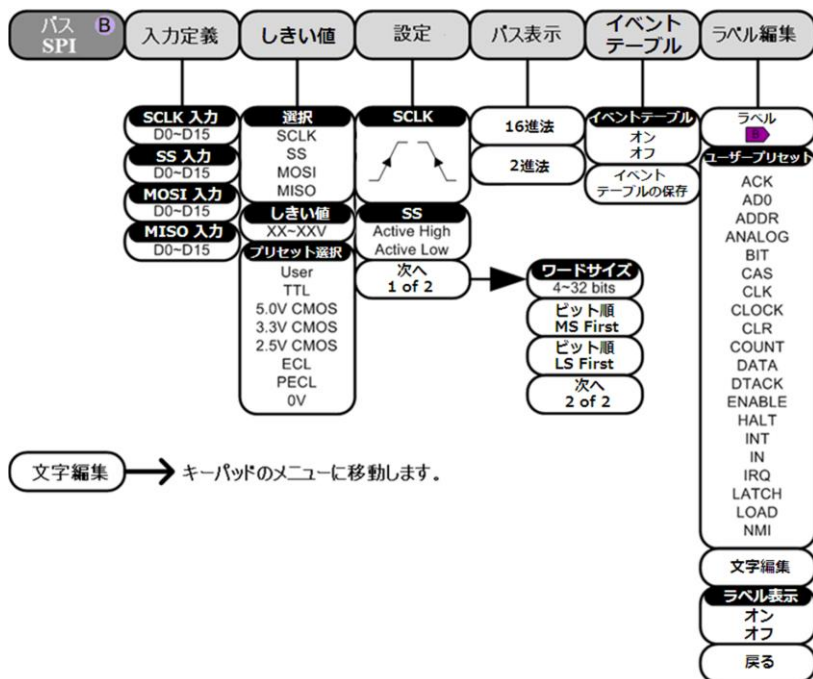 バス B
SPI
入力定義
しきい値
設定
バス表示
イベント
テーブル
ラベル編集
SCLK 入力
D0~D15
SS 入力
D0~D15
MOSI 入力
D0~D15
MISO 入力
D0~D15
選択
SCLK
SS
MOSI
MISO
しきい値
XX~XXV
プリセット選択
User
TTL
5.0V CMOS
3.3V CMOS
2.5V CMOS
ECL
PECL
0V
SCLK
SS
Active High
Active Low
次へ
1 of 2
ワードサイズ
4~32 bits
ビット順
MS First
ビット順
LS First
次へ
2 of 2
16進法
2進法
イベントテーブル
オン
オフ
イベント
テーブルの保存
ラベル
B
ユーザープリセット
ACK
AD0
ADDR
ANALOG
BIT
CAS
CLK
CLOCK
CLR
COUNT
DATA
DTACK
ENABLE
HALT
INT
IN
IRQ
LATCH
LOAD
NMI
文字編集
ラベル表示
オン
オフ
戻る
文字編集
キーパッドのメニューに移動します。